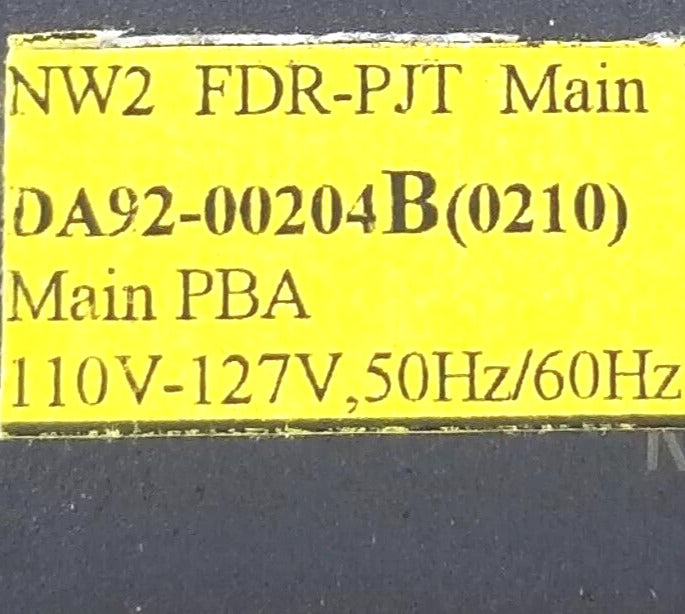 NW2 FDR-PJT Main
DA92-00204B(0210)
Main PBA
110V-127V,50Hz/60Hz